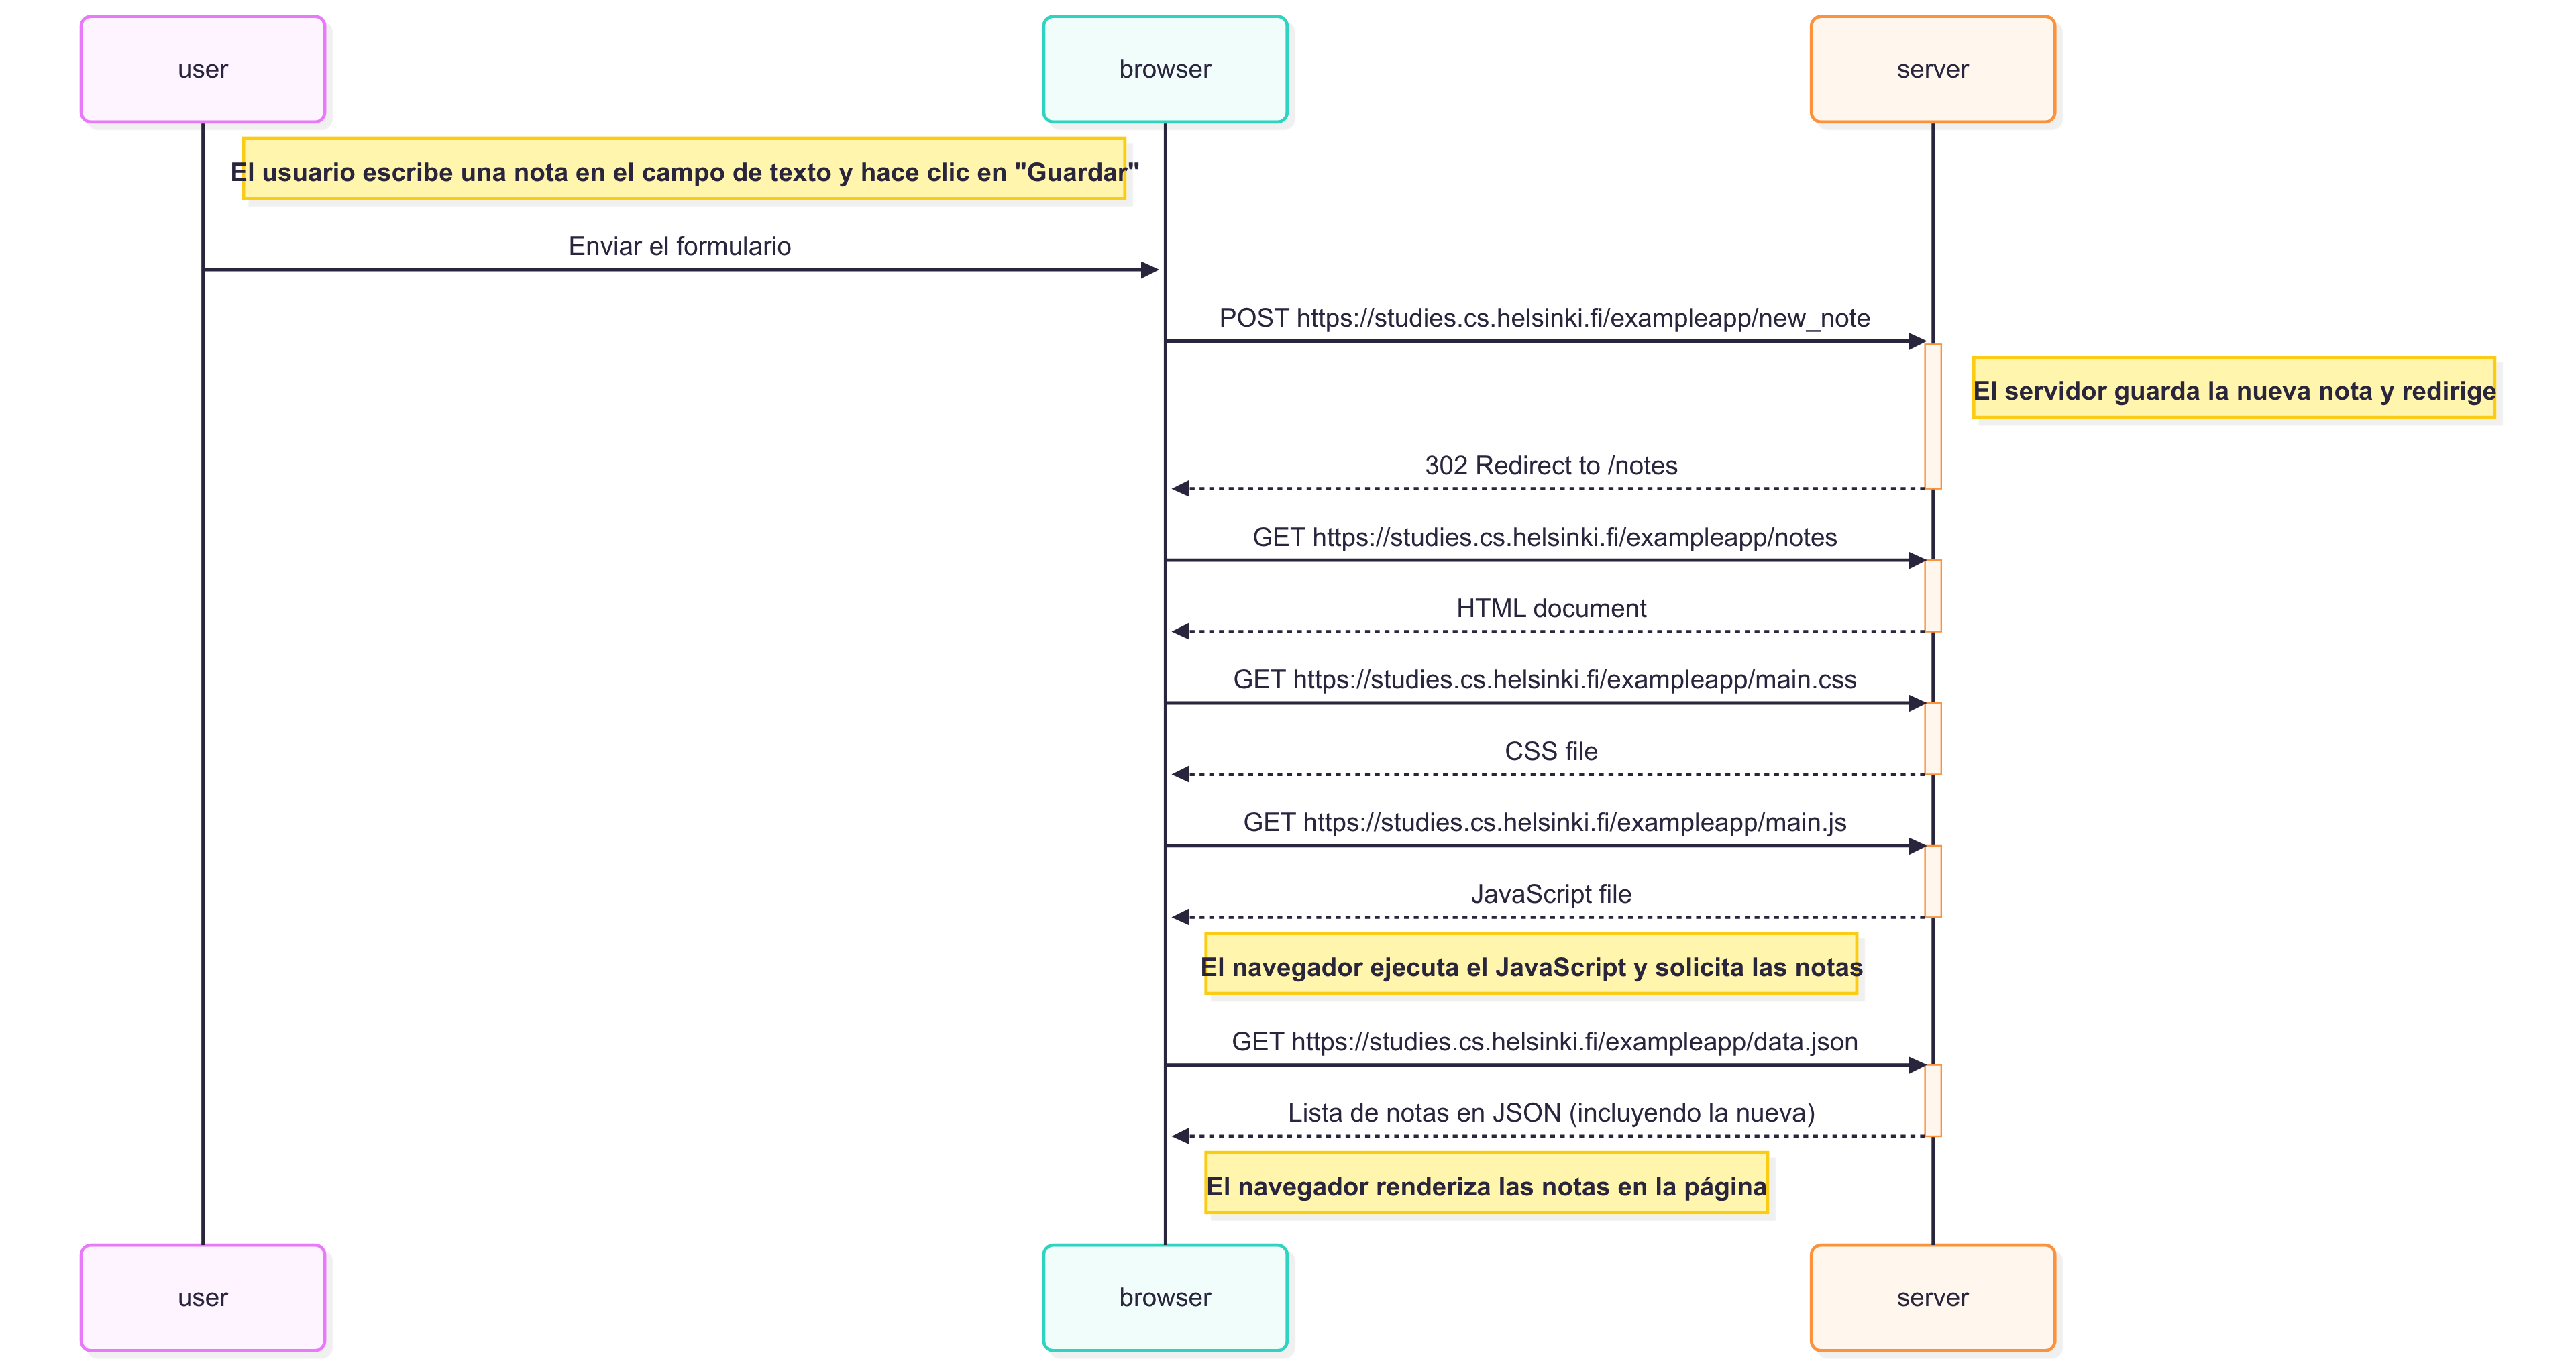 user
browser
server
El usuario escribe una nota en el campo de texto y hace clic en "Guardar"
Enviar el formulario
POST https://studies.cs.helsinki.fi/exampleapp/new_note
El servidor guarda la nueva nota y redirige
302 Redirect to /notes
GET https://studies.cs.helsinki.fi/exampleapp/notes
HTML document
GET https://studies.cs.helsinki.fi/exampleapp/main.css
CSS file
GET https://studies.cs.helsinki.fi/exampleapp/main.js
JavaScript file
El navegador ejecuta el JavaScript y solicita las notas
GET https://studies.cs.helsinki.fi/exampleapp/data.json
Lista de notas en JSON (incluyendo la nueva)
El navegador renderiza las notas en la página
user
browser
server